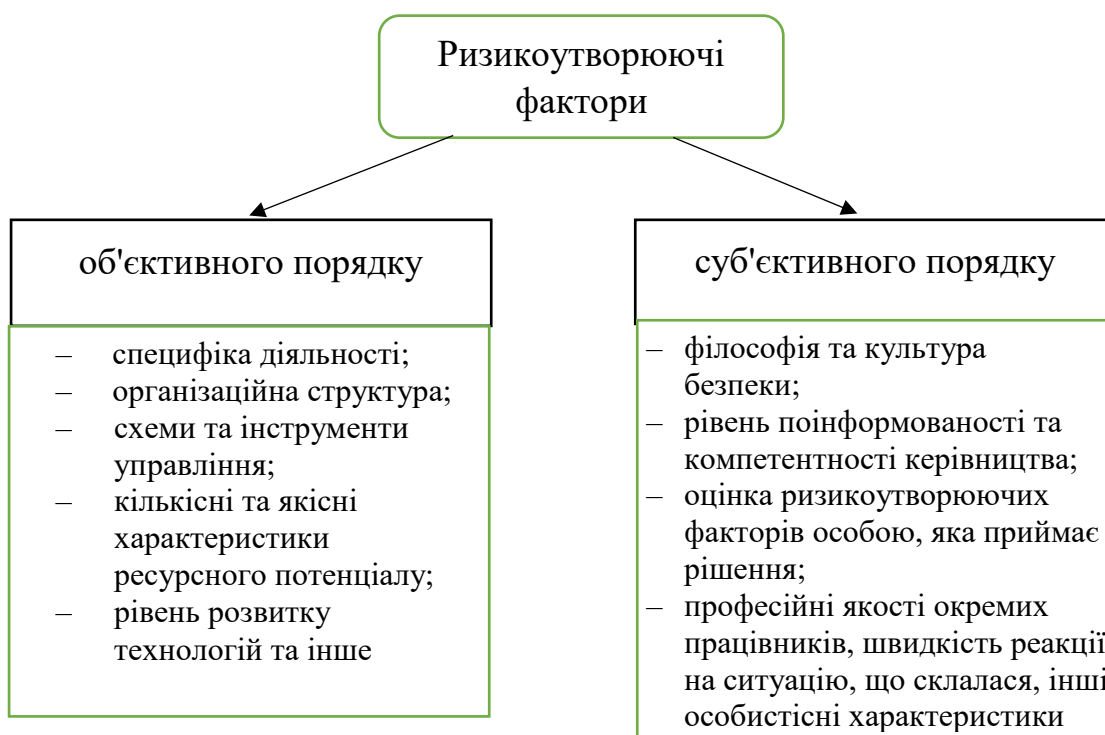 Ризикоутворюючі
фактори
об'єктивного порядку
– специфіка діяльності;
– організаційна структура;
– схеми та інструменти
управління;
– кількісні та якісні
характеристики
ресурсного потенціалу;
– рівень розвитку
технологій та інше
суб'єктивного порядку
– філософія та культура
безпеки;
– рівень поінформованості та
компетентності керівництва;
– оцінка ризикоутворюючих
факторів особою, яка приймає
рішення;
– професійні якості окремих
працівників, швидкість реакції
на ситуацію, що склалася, інші
особистісні характеристики